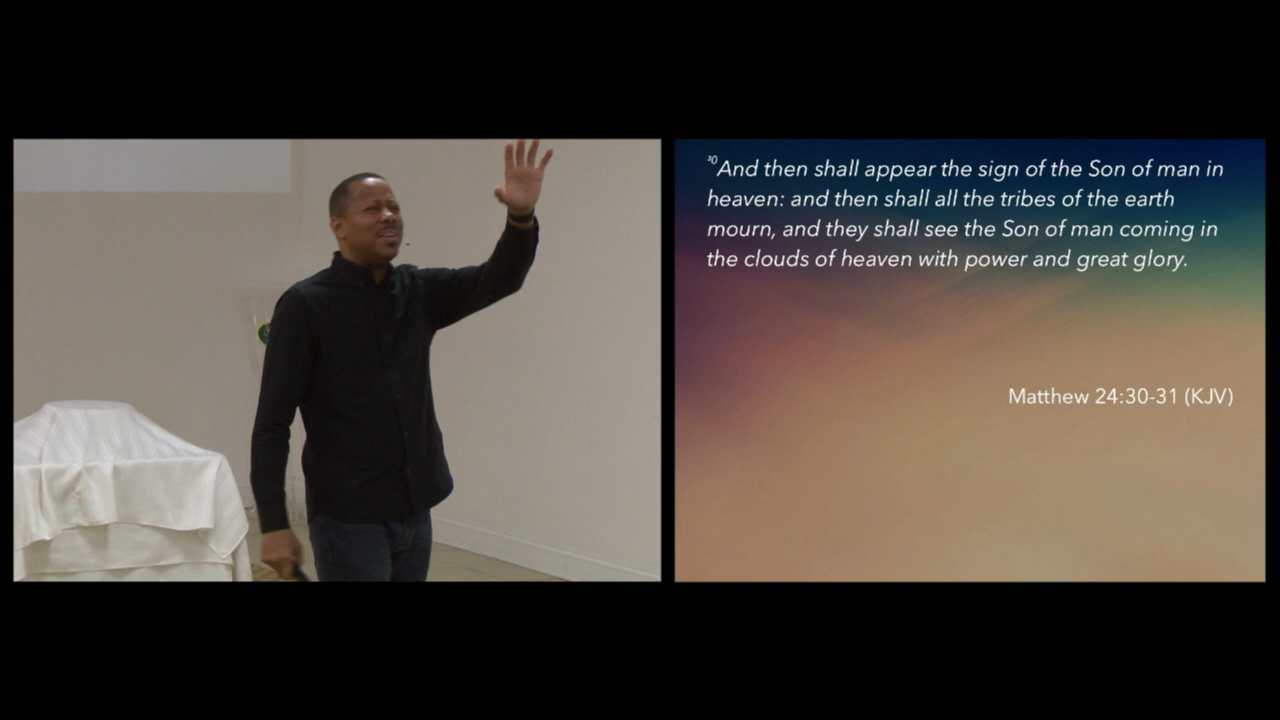 ³⁰And then shall appear the sign of the Son of man in
heaven: and then shall all the tribes of the earth
mourn, and they shall see the Son of man coming in
the clouds of heaven with power and great glory.
Matthew 24:30-31 (KJV)